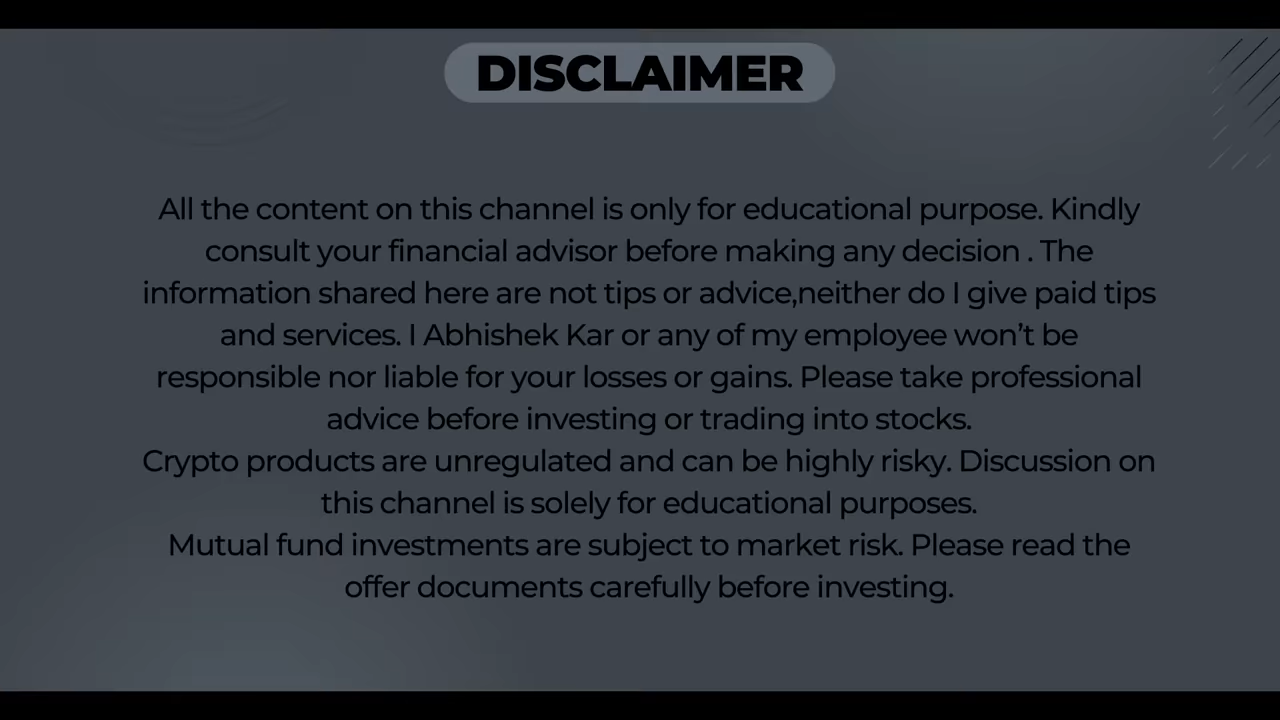 DISCLAIMER
All the content on this channel is only for educational purpose. Kindly
consult your financial advisor before making any decision . The
information shared here are not tips or advice,neither do I give paid tips
and services. I Abhishek Kar or any of my employee won’t be
responsible nor liable for your losses or gains. Please take professional
advice before investing or trading into stocks.
Crypto products are unregulated and can be highly risky. Discussion on
this channel is solely for educational purposes.
Mutual fund investments are subject to market risk. Please read the
offer documents carefully before investing.